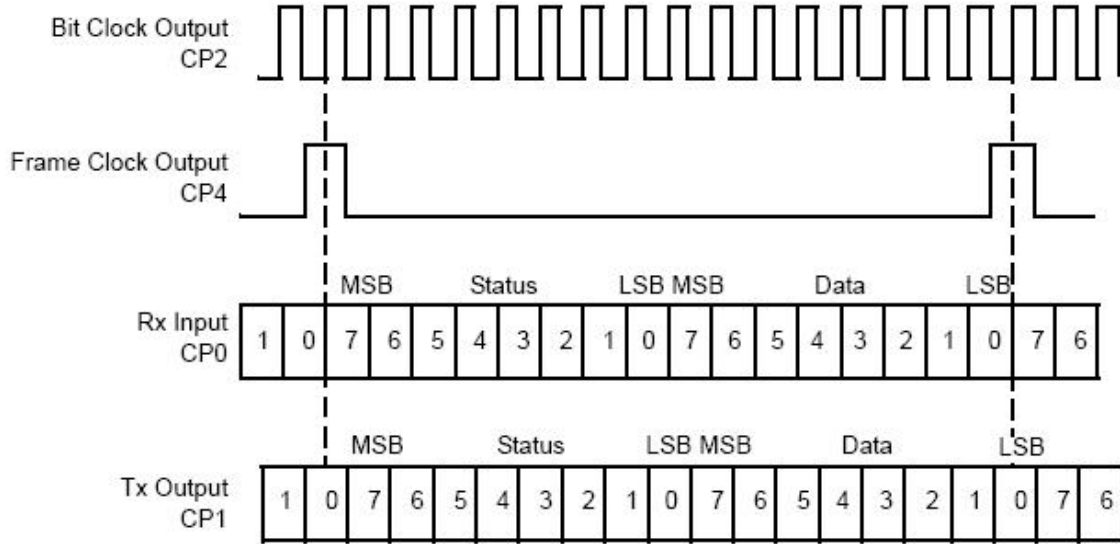 Bit Clock Output
CP2
Frame Clock Output
CP4
MSB Status LSB MSB Data LSB
Rx Input
CP0
1 0 7 6 5 4 3 2 1 0 7 6 5 4 3 2 1 0 7 6
MSB Status LSB MSB Data LSB
Tx Output
CP1
1 0 7 6 5 4 3 2 1 0 7 6 5 4 3 2 1 0 7 6